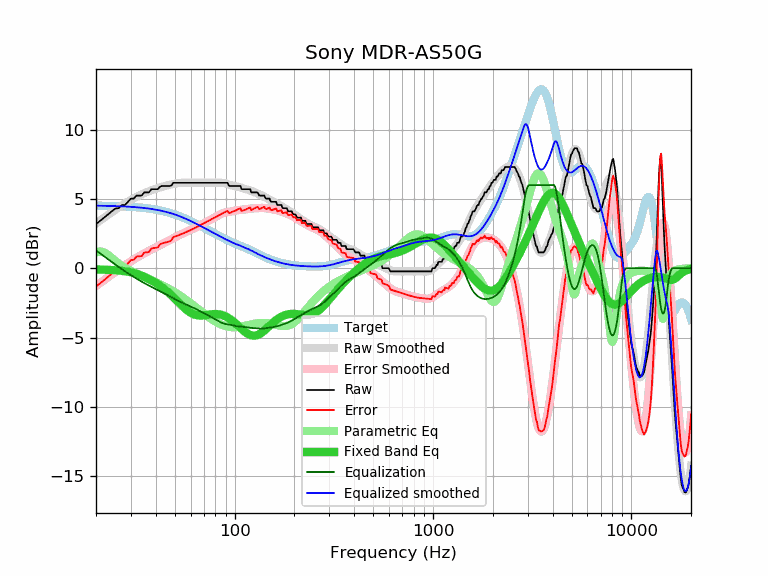 Sony MDR-AS50G
Amplitude (dBr)
10
5
0
−5
−10
−15
Target
Raw Smoothed
Error Smoothed
Raw
Error
Parametric Eq
Fixed Band Eq
Equalization
Equalized smoothed
100
1000
10000
Frequency (Hz)